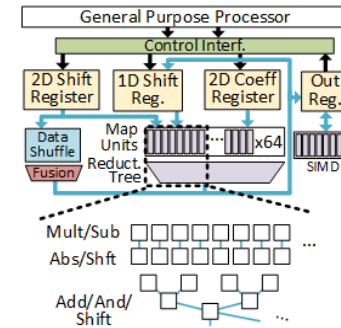 General Purpose Processor
Control Interf.
2D Shift
Register
1D Shift
Reg.
2D Coeff
Register
Out
Reg.
Data
Shuffle
Fusion
Map
Units
... x64
Reduct.
Tree
SIMD
Mult/Sub
...
Abs/Shft
Add/And/
Shift
...